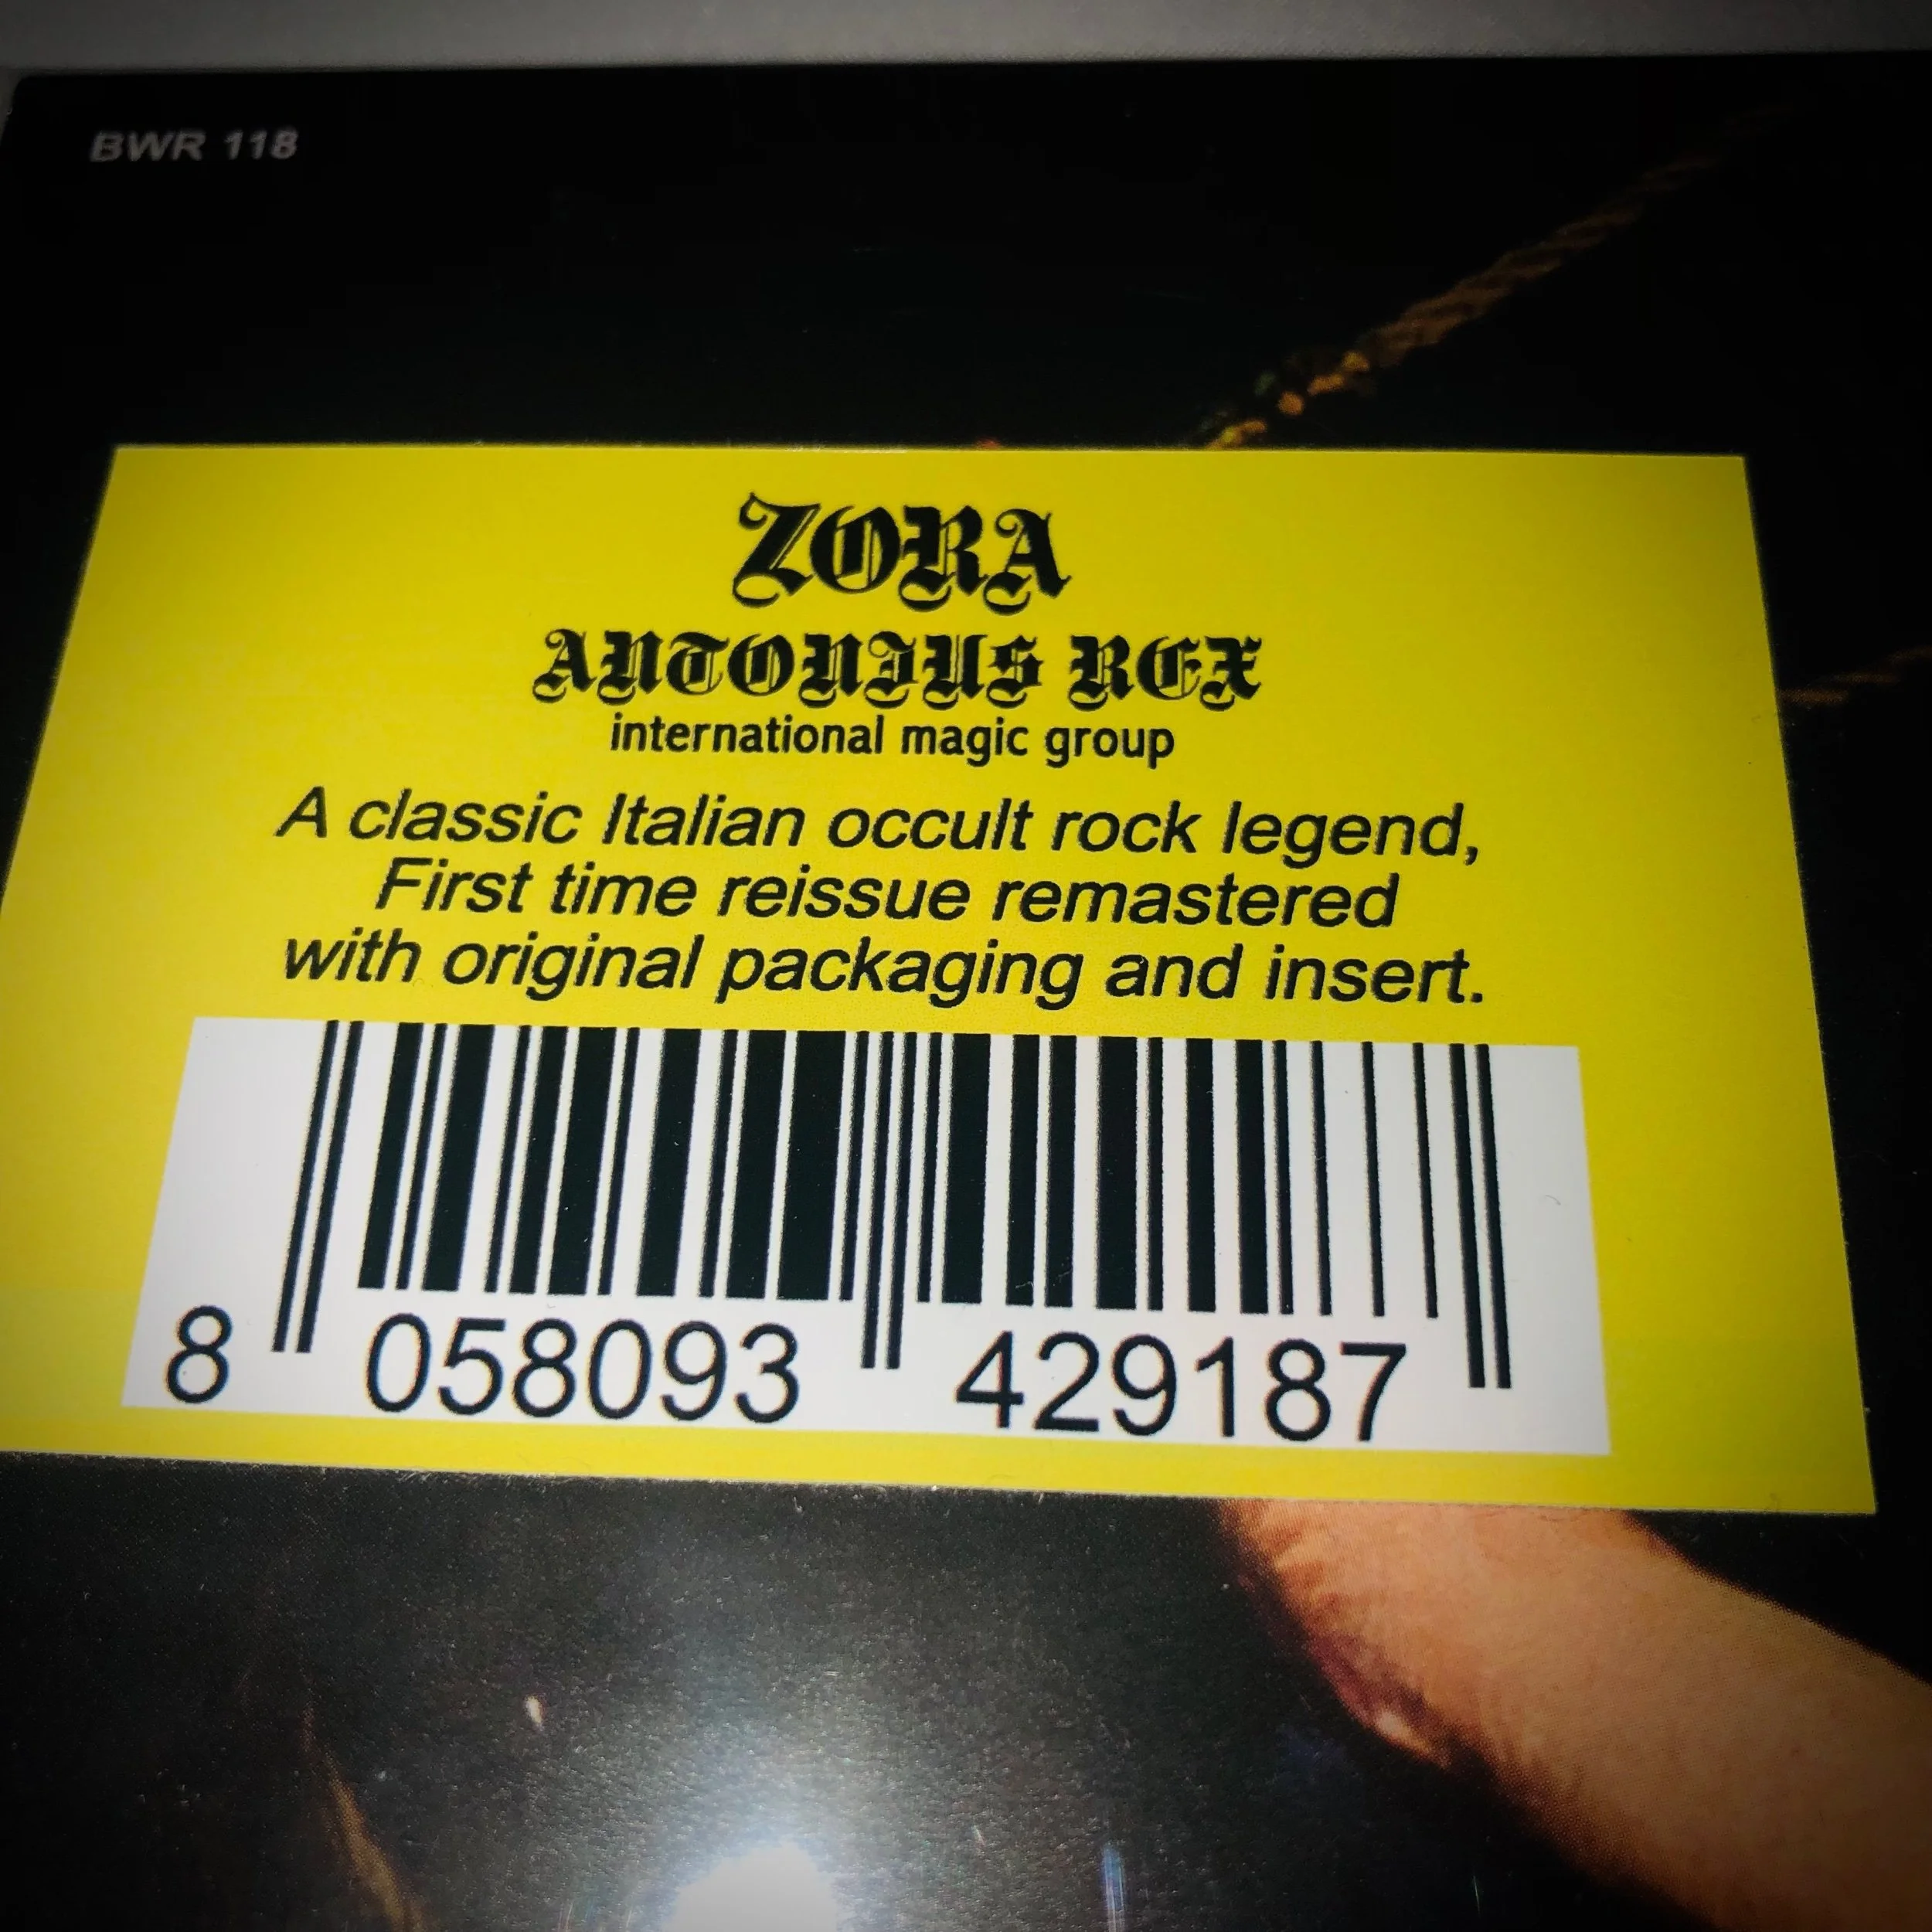 BWR 118
ZORA
ANTONIUS REX
international magic group
A classic Italian occult rock legend,
First time reissue remastered
with original packaging and insert.
8 058093 429187